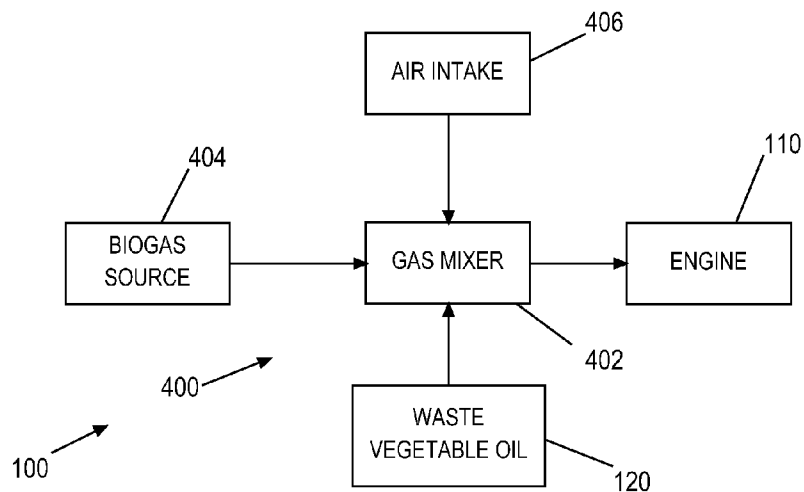 406
AIR INTAKE
404
110
BIOGAS
SOURCE
GAS MIXER
ENGINE
402
400
WASTE
VEGETABLE OIL
100
120